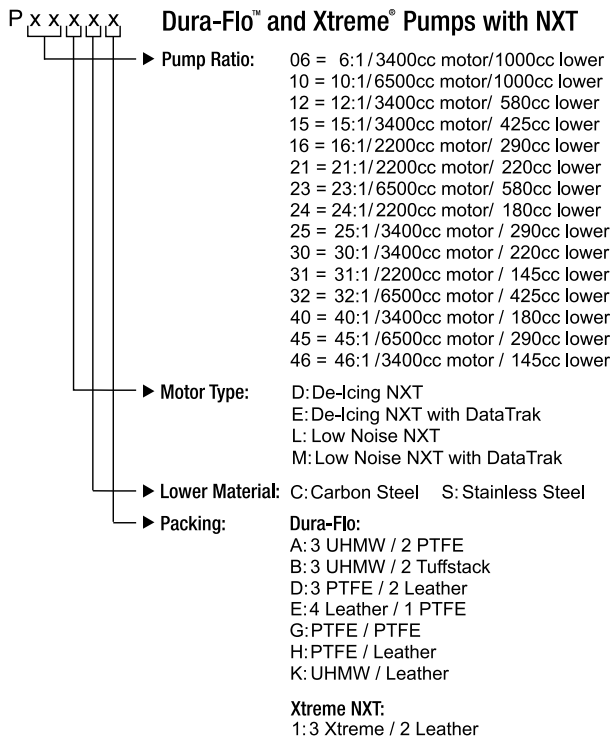 P x x x x x Dura-Flo™ and Xtreme® Pumps with NXT
Pump Ratio: 06 = 6:1/3400cc motor/1000cc lower
10 = 10:1/6500cc motor/1000cc lower
12 = 12:1/3400cc motor/ 580cc lower
15 = 15:1/3400cc motor/ 425cc lower
16 = 16:1/2200cc motor/ 290cc lower
21 = 21:1/2200cc motor/ 220cc lower
23 = 23:1/6500cc motor/ 580cc lower
24 = 24:1/2200cc motor/ 180cc lower
25 = 25:1 /3400cc motor / 290cc lower
30 = 30:1/3400cc motor / 220cc lower
31 = 31:1/2200cc motor / 145cc lower
32 = 32:1 /6500cc motor / 425cc lower
40 = 40:1 /3400cc motor / 180cc lower
45 = 45:1 /6500cc motor / 290cc lower
46 = 46:1 /3400cc motor / 145cc lower
Motor Type: D:De-Icing NXT
E:De-Icing NXT with DataTrak
L: Low Noise NXT
M:Low Noise NXT with DataTrak
Lower Material: C:Carbon Steel S:Stainless Steel
Packing: Dura-Flo:
A:3 UHMW / 2 PTFE
B:3 UHMW / 2 Tuffstack
D:3 PTFE / 2 Leather
E:4 Leather / 1 PTFE
G:PTFE / PTFE
H:PTFE / Leather
K:UHMW / Leather
Xtreme NXT:
1:3 Xtreme / 2 Leather